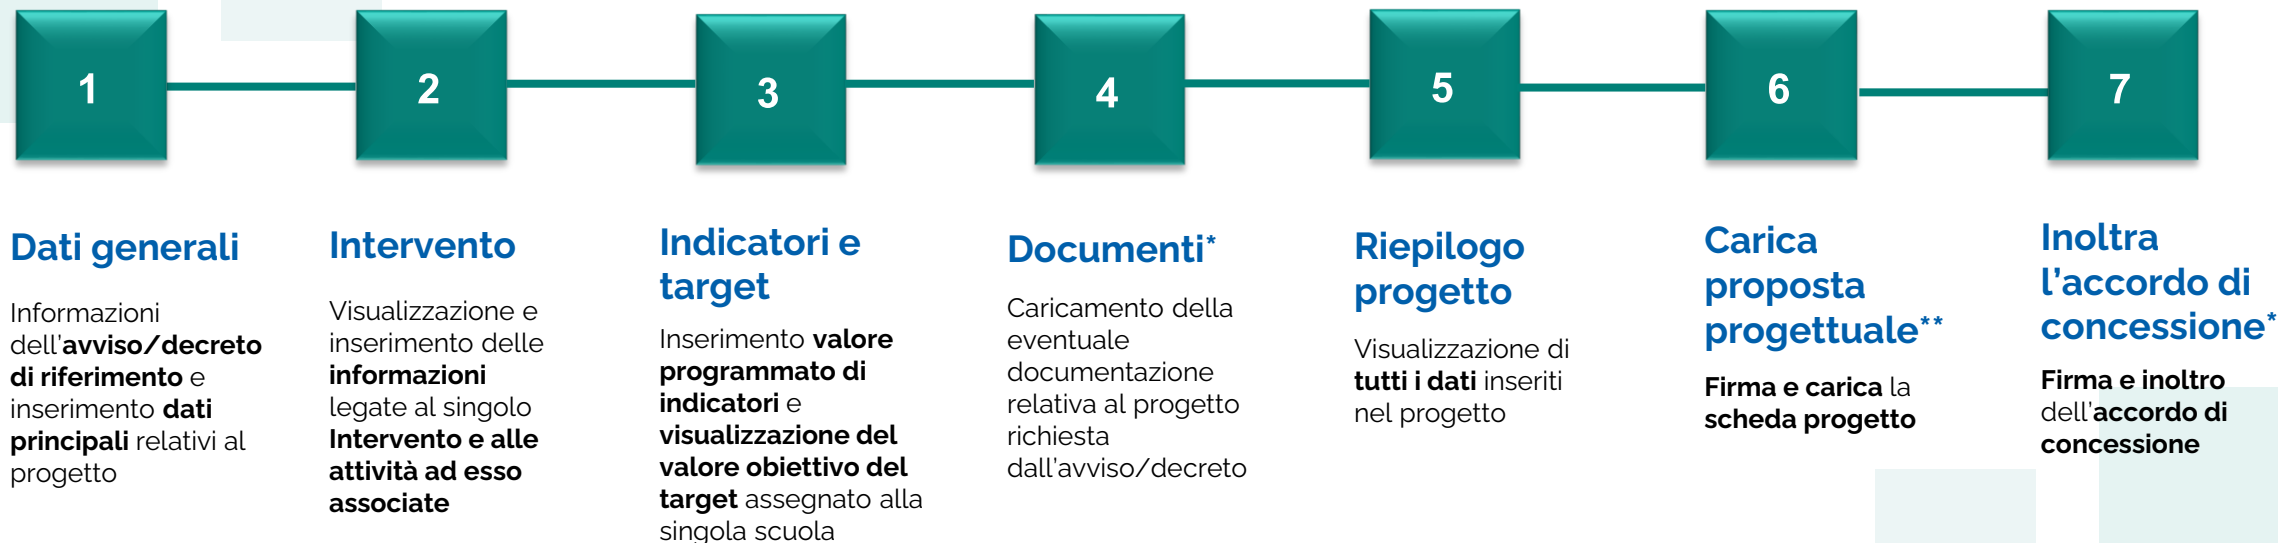 1
2
3
4
5
6
7
Dati generali
Informazioni
dell'avviso/decreto
di riferimento e
inserimento dati
principali relativi al
progetto
Intervento
Visualizzazione e
inserimento delle
informazioni
legate al singolo
Intervento e alle
attività ad esso
associate
Indicatori e
target
Inserimento valore
programmato di
indicatori e
visualizzazione del
valore obiettivo del
target assegnato alla
singola scuola
Documenti*
Caricamento della
eventuale
documentazione
relativa al progetto
richiesta
dall'avviso/decreto
Riepilogo
progetto
Visualizzazione di
tutti i dati inseriti
nel progetto
Carica
proposta
progettuale**
Firma e carica la
scheda progetto
Inoltra
l'accordo di
concessione*
Firma e inoltro
dell'accordo di
concessione